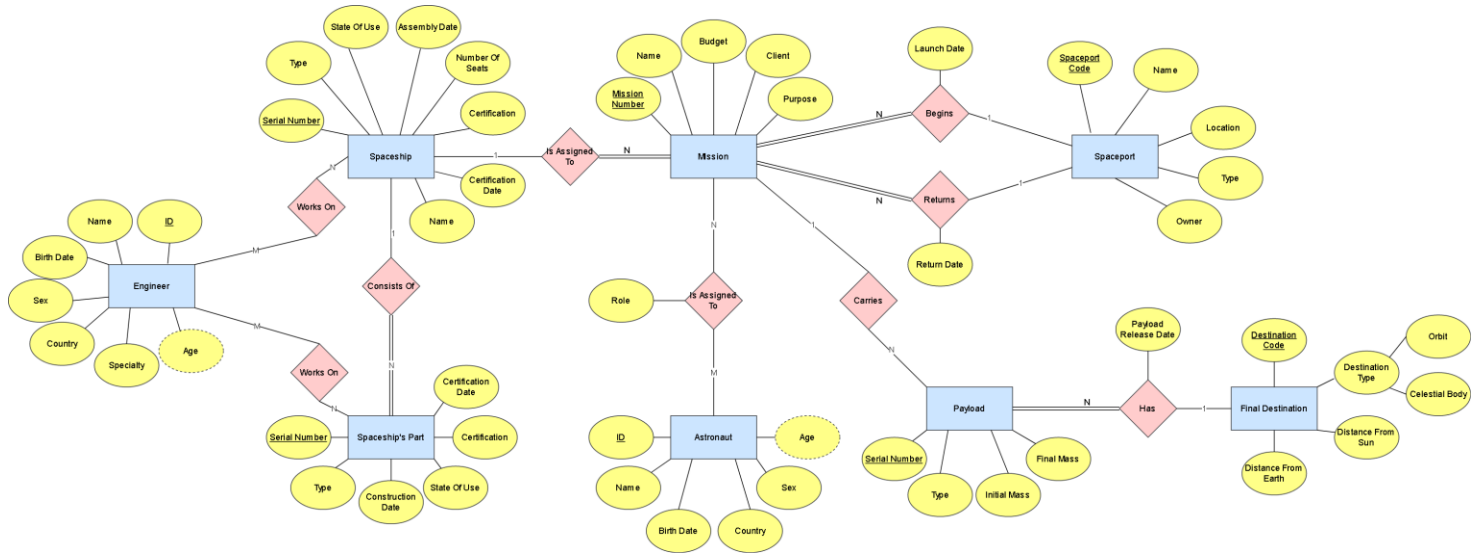 State Of Use
Assembly Date
Type
Number Of
Seats
Serial Number
Certification
Spaceship
Certification
Date
Name
1
Is Assigned
To
N
Name
Budget
Client
Mission
Number
Purpose
Mission
Launch Date
N
Begins
1
Spaceport
Code
Name
Location
Spaceport
Type
Owner
N
Returns
1
Return Date
N
Works On
M
Name
ID
Birth Date
Engineer
Sex
Country
Specialty
Age
M
Works On
N
1
Consists Of
N
Certification
Date
Serial Number
Spaceship's Part
Certification
Type
Construction
Date
State Of Use
N
Role
Is Assigned
To
M
ID
Astronaut
Age
Name
Sex
Birth Date
Country
1
Carries
N
Payload
Serial Number
Final Mass
Type
Initial Mass
Payload
Release Date
N
Has
1
Destination
Code
Orbit
Destination
Type
Celestial Body
Final Destination
Distance From
Sun
Distance From
Earth